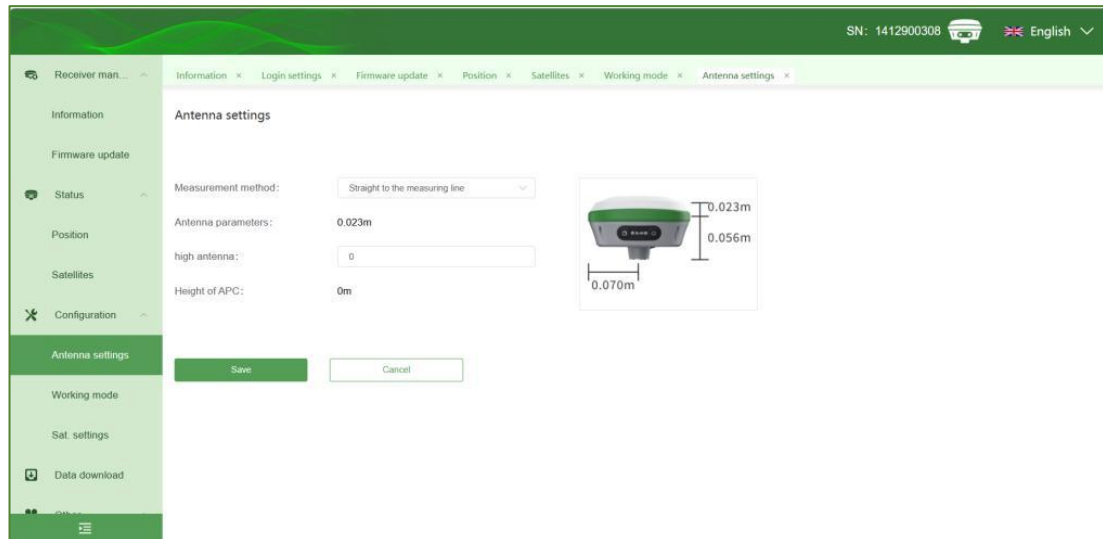 SN: 1412900308 English
Receiver man...
Information
Firmware update
Status
Position
Satellites
Configuration
Antenna settings
Working mode
Sat. settings
Data download
Information × Login settings × Firmware update × Position × Satellites × Working mode × Antenna settings ×
Antenna settings
Measurement method: Straight to the measuring line
Antenna parameters: 0.023m
high antenna: 0
Height of APC: 0m
Save Cancel
0.023m
0.056m
0.070m